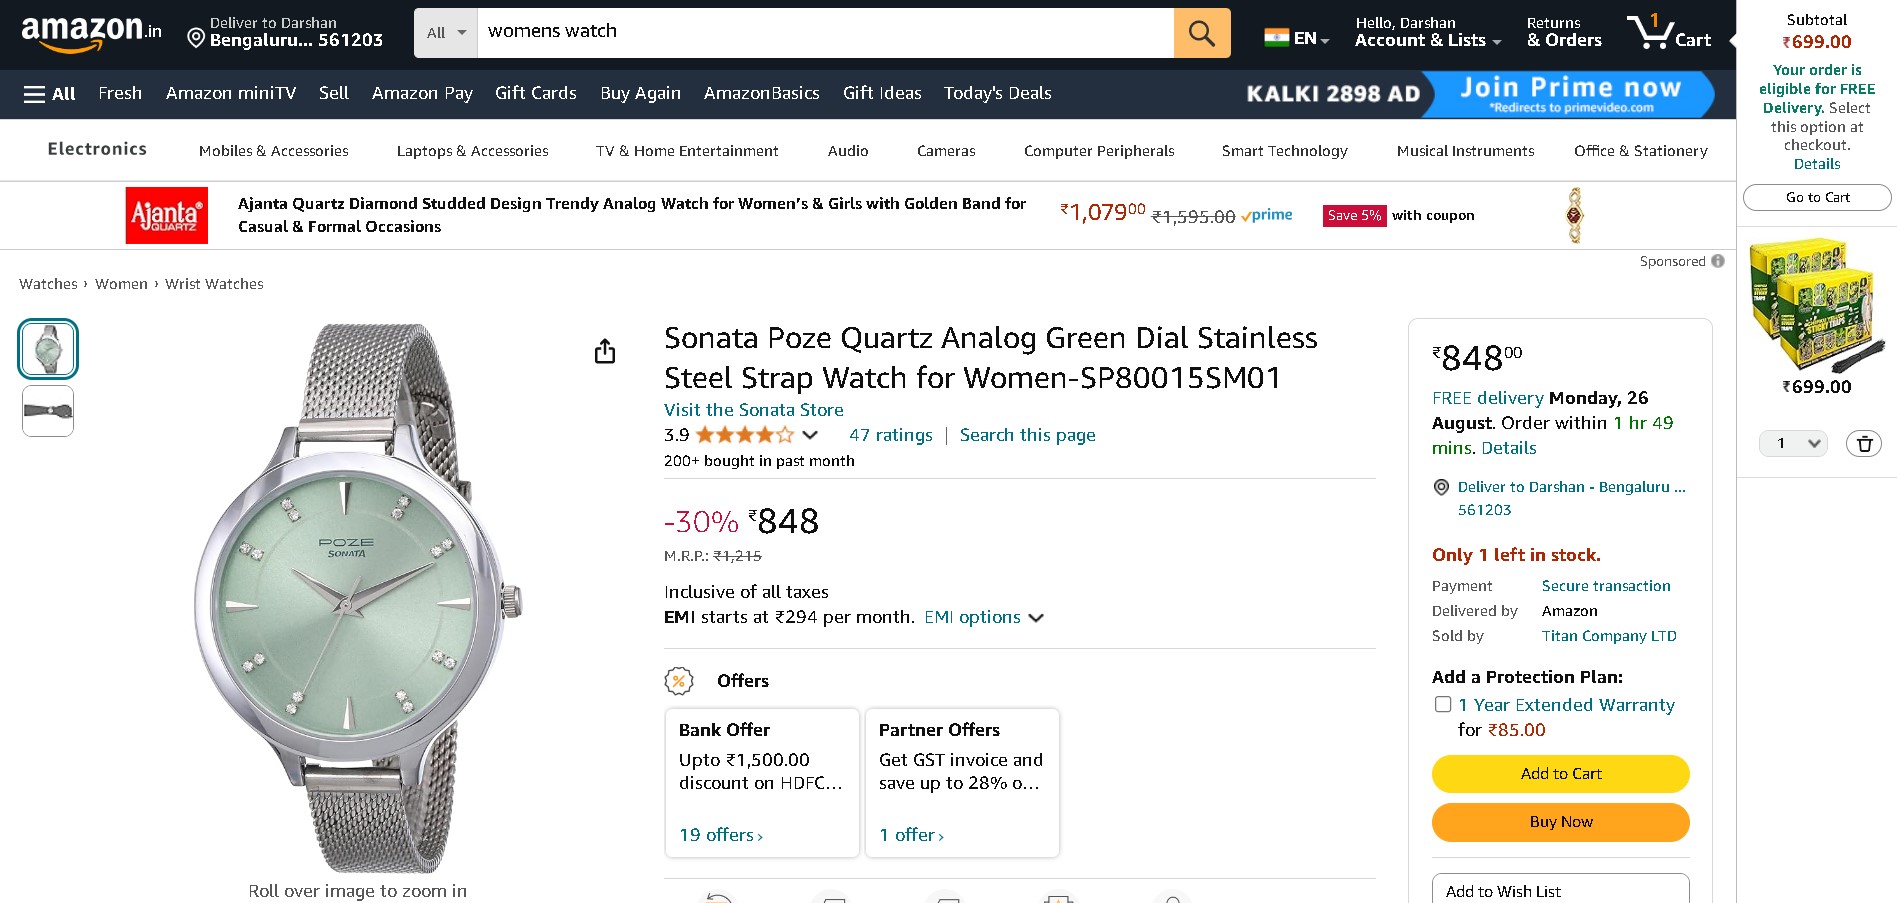 amazon.in
Deliver to Darshan
Bengaluru... 561203
All
womens watch
EN
Hello, Darshan
Account & Lists
Returns
& Orders
1
Cart
All
Fresh
Amazon miniTV
Sell
Amazon Pay
Gift Cards
Buy Again
AmazonBasics
Gift Ideas
Today's Deals
KALKI 2898 AD
Join Prime now
*Redirects to primevideo.com
Electronics
Mobiles & Accessories
Laptops & Accessories
TV & Home Entertainment
Audio
Cameras
Computer Peripherals
Smart Technology
Musical Instruments
Office & Stationery
Ajanta®
QUARTZ
Ajanta Quartz Diamond Studded Design Trendy Analog Watch for Women's & Girls with Golden Band for
Casual & Formal Occasions
₹1,07900 ₹1,595.00 prime
Save 5% with coupon
Sponsored
Watches › Women › Wrist Watches
POZE
SONATA
Roll over image to zoom in
Sonata Poze Quartz Analog Green Dial Stainless
Steel Strap Watch for Women-SP80015SM01
Visit the Sonata Store
3.9
47 ratings | Search this page
200+ bought in past month
-30% ₹848
M.R.P.: ₹1,215
Inclusive of all taxes
EMI starts at ₹294 per month. EMI options
% Offers
Bank Offer
Upto ₹1,500.00
discount on HDFC...
19 offers ›
Partner Offers
Get GST invoice and
save up to 28% o...
1 offer ›
₹84800
FREE delivery Monday, 26
August. Order within 1 hr 49
mins. Details
Deliver to Darshan - Bengaluru ...
561203
Only 1 left in stock.
Payment Secure transaction
Delivered by Amazon
Sold by Titan Company LTD
Add a Protection Plan:
1 Year Extended Warranty
for ₹85.00
Add to Cart
Buy Now
Add to Wish List
Subtotal
₹699.00
Your order is
eligible for FREE
Delivery. Select
this option at
checkout.
Details
Go to Cart
STICKY TRAPS
₹699.00
1